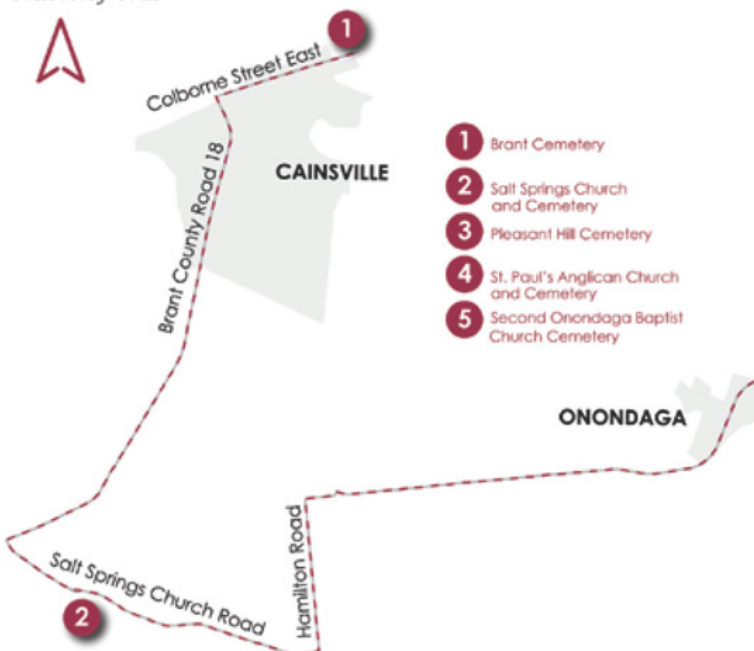 1
Colborne Street East
CAINSVILLE
Brant County Road 18
1 Brant Cemetery
2 Salt Springs Church
and Cemetery
3 Pleasant Hill Cemetery
4 St. Paul's Anglican Church
and Cemetery
5 Second Onondaga Baptist
Church Cemetery
ONONDAGA
Hamilton Road
Salt Springs Church Road
2